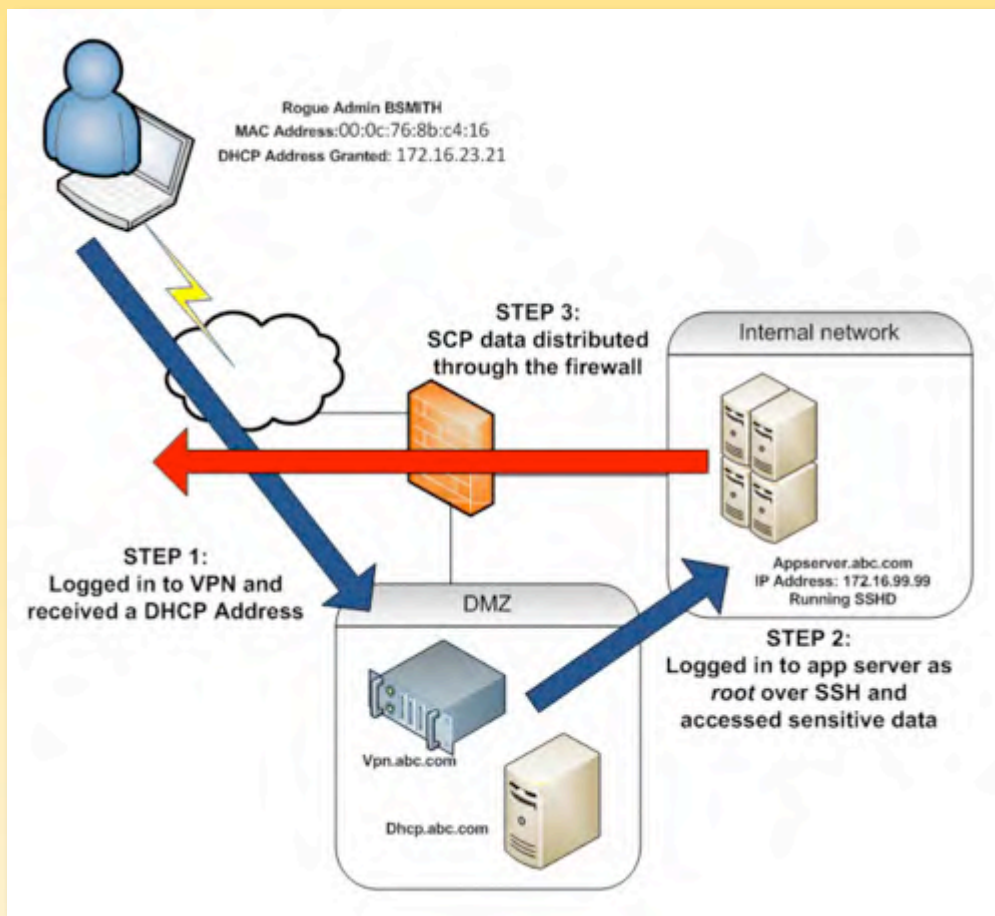 Rogue Admin BSMITH
MAC Address:00:0c:76:8b:c4:16
DHCP Address Granted: 172.16.23.21
STEP 3:
SCP data distributed
through the firewall
Internal network
Appserver.abc.com
IP Address: 172.16.99.99
Running SSHD
STEP 1:
Logged in to VPN and
received a DHCP Address
DMZ
Vpn.abc.com
Dhcp.abc.com
STEP 2:
Logged in to app server as
root over SSH and
accessed sensitive data